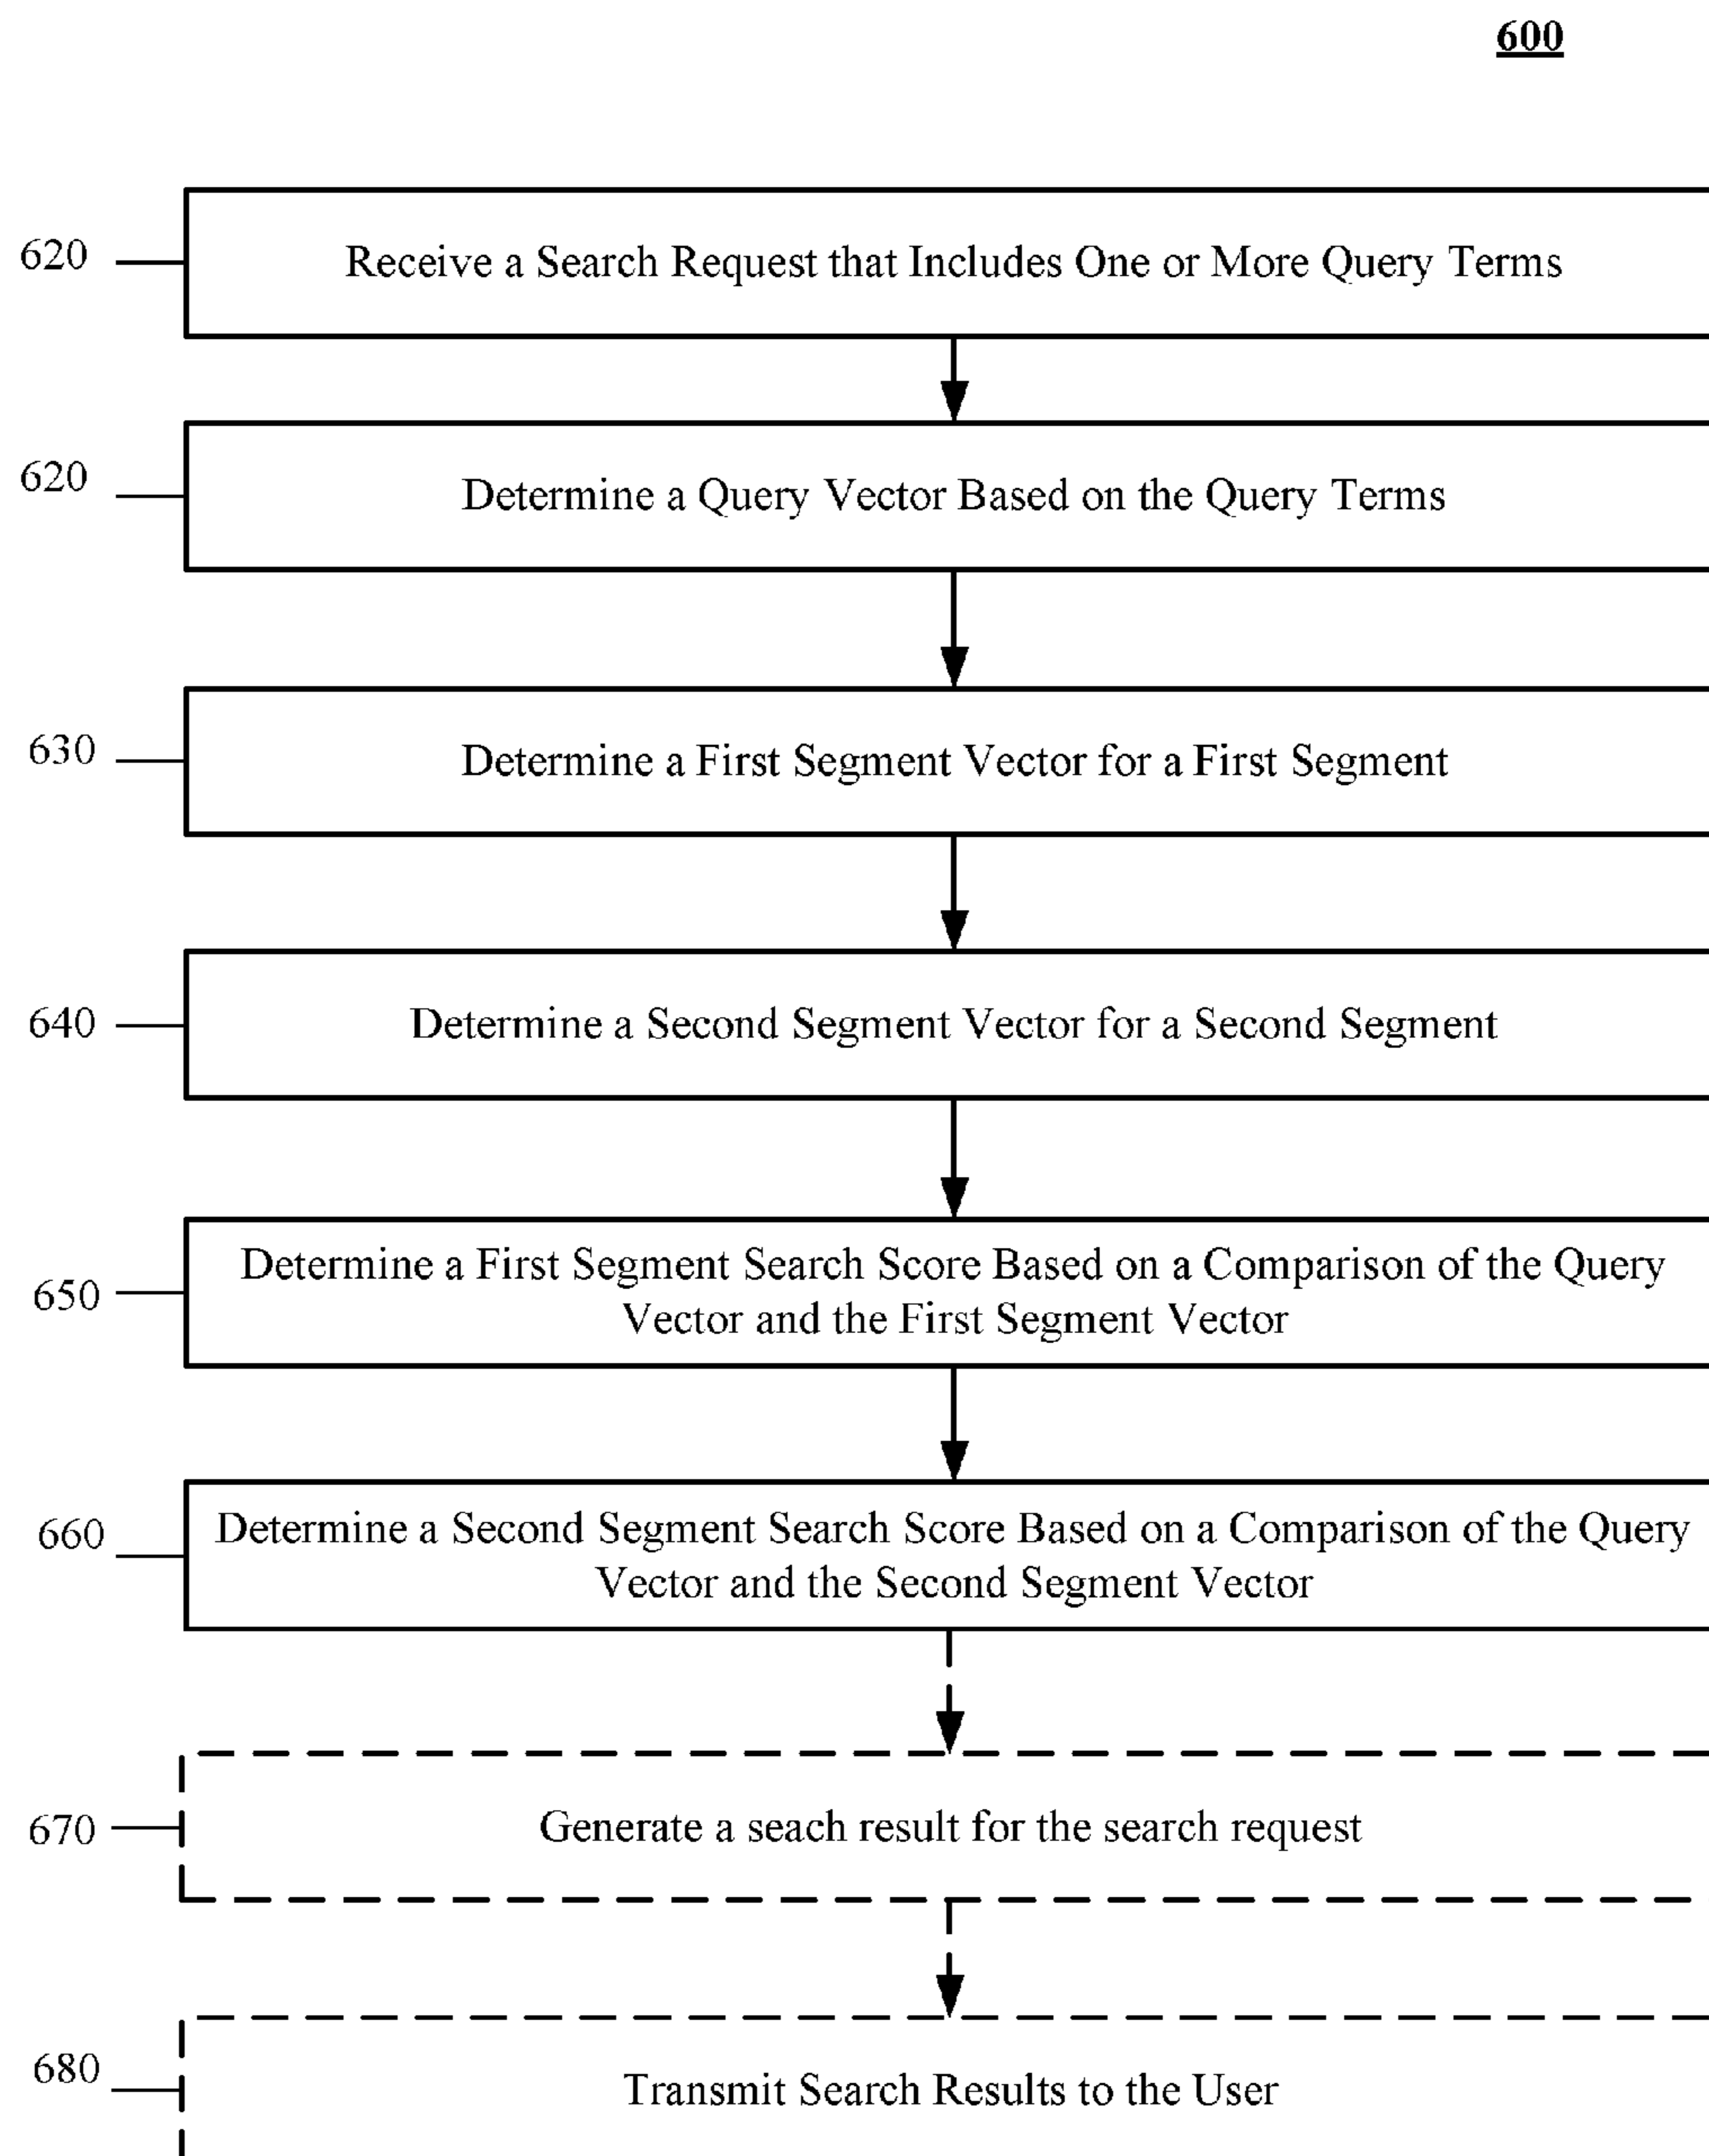 600
620
Receive a Search Request that Includes One or More Query Terms
620
Determine a Query Vector Based on the Query Terms
630
Determine a First Segment Vector for a First Segment
640
Determine a Second Segment Vector for a Second Segment
650
Determine a First Segment Search Score Based on a Comparison of the Query
Vector and the First Segment Vector
660
Determine a Second Segment Search Score Based on a Comparison of the Query
Vector and the Second Segment Vector
670
Generate a seach result for the search request
680
Transmit Search Results to the User